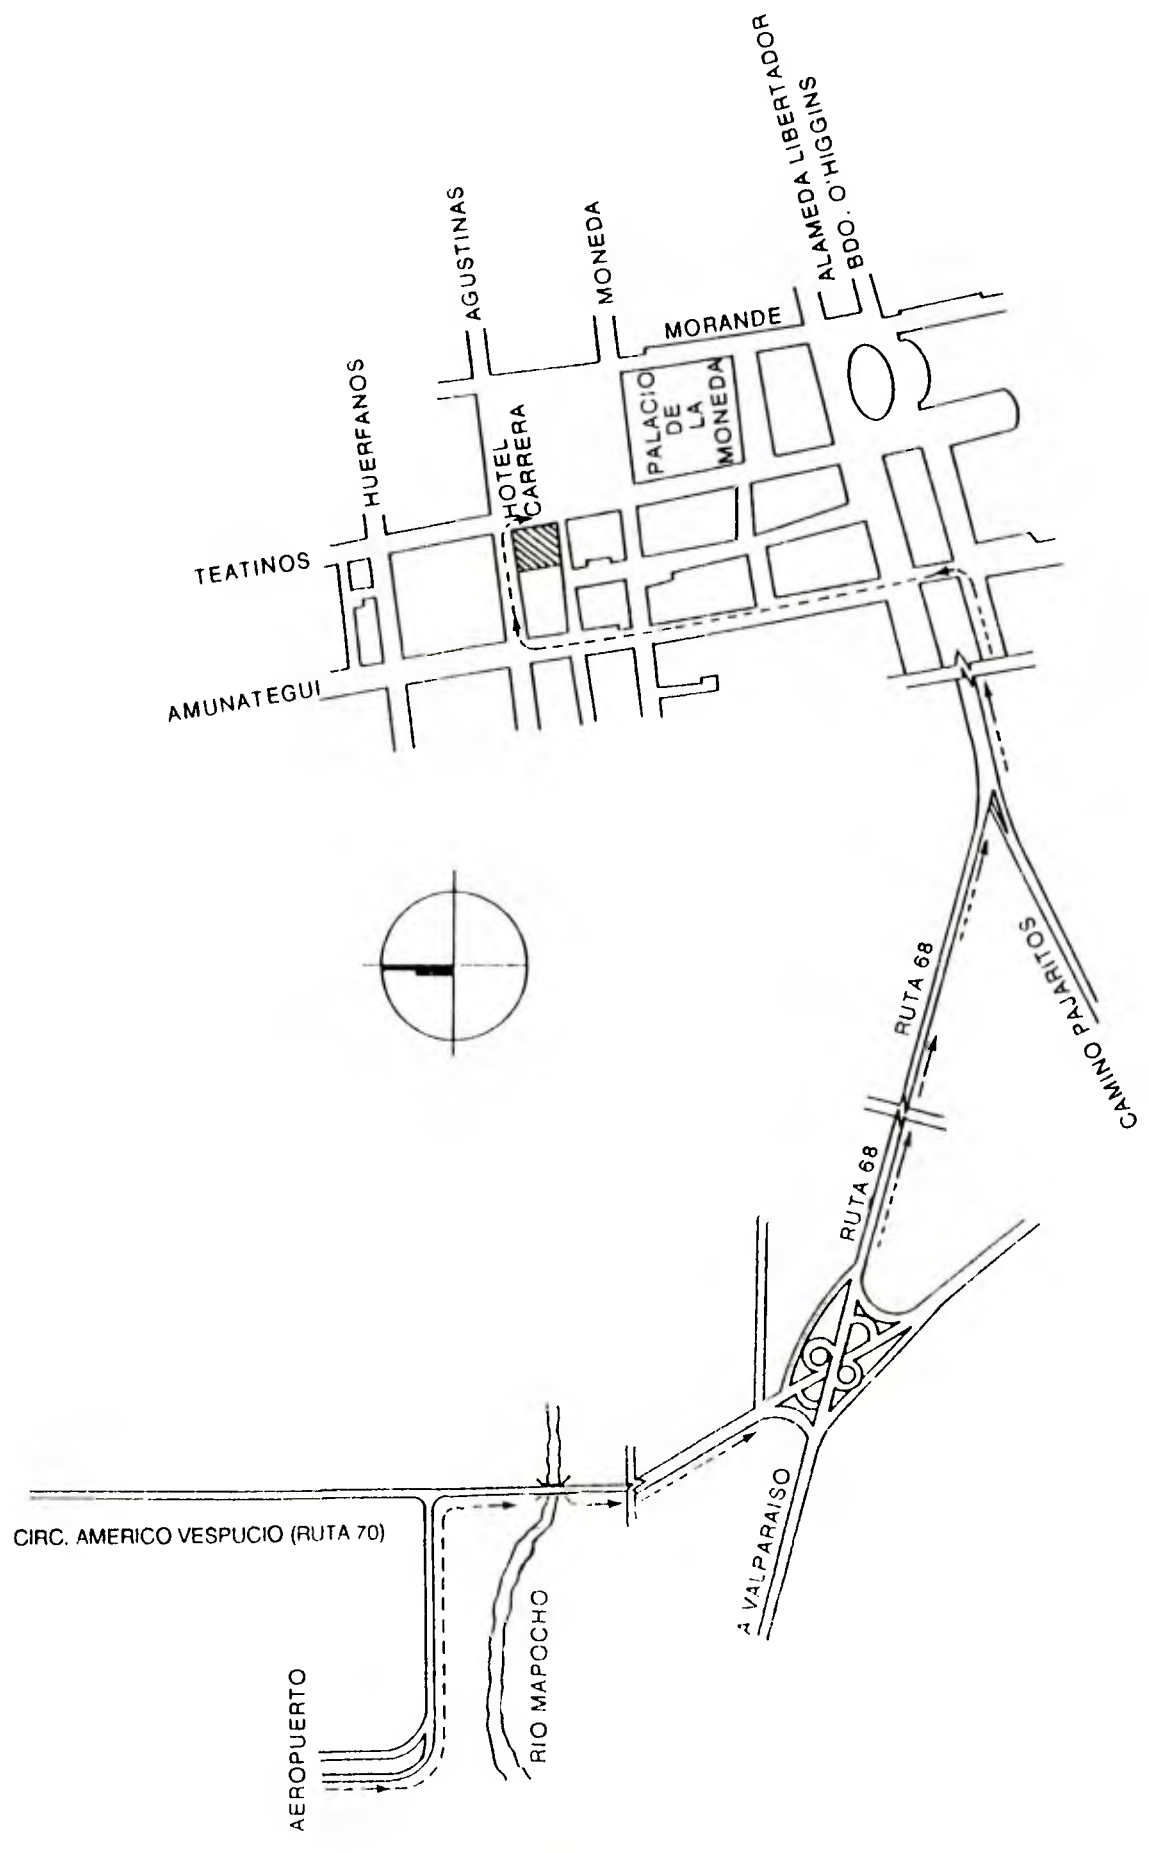 ALAMEDA LIBERTADOR
BDO. O'HIGGINS
AGUSTINAS
MONEDA
MORANDE
HUERFANOS
PALACIO
DE
LA
MONEDA
HOTEL
CARRERA
TEATINOS
AMUNATEGUI
RUTA 68
CAMINO PAJARITOS
RUTA 68
CIRC. AMERICO VESPUCIO (RUTA 70)
A VALPARAISO
RIO MAPOCHO
AEROPUERTO